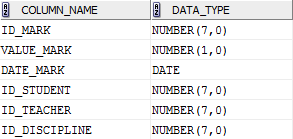 COLUMN_NAME DATA_TYPE
ID_MARK NUMBER(7,0)
VALUE_MARK NUMBER(1,0)
DATE_MARK DATE
ID_STUDENT NUMBER(7,0)
ID_TEACHER NUMBER(7,0)
ID_DISCIPLINE NUMBER(7,0)